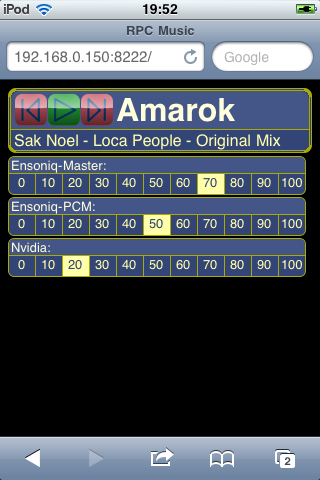 iPod 19:52
RPC Music
192.168.0.150:8222/ Google
Amarok
Sak Noel - Loca People - Original Mix
Ensoniq-Master:
0 10 20 30 40 50 60 70 80 90 100
Ensoniq-PCM:
0 10 20 30 40 50 60 70 80 90 100
Nvidia:
0 10 20 30 40 50 60 70 80 90 100
2